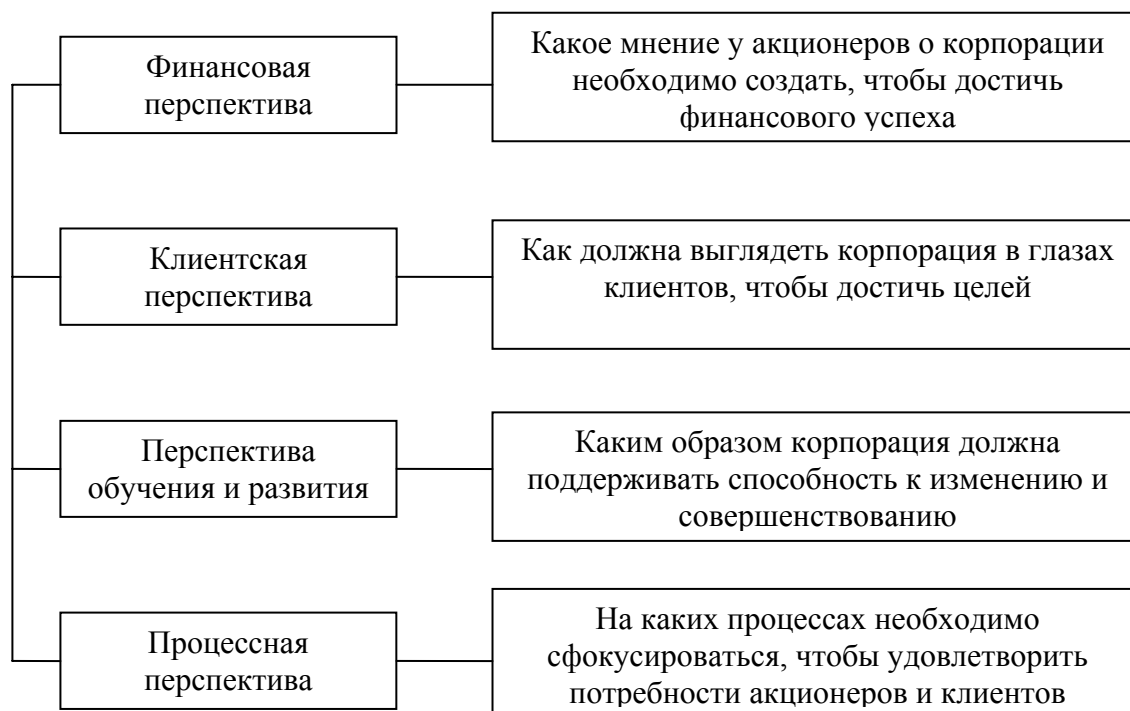 Финансовая
перспектива
Какое мнение у акционеров о корпорации
необходимо создать, чтобы достичь
финансового успеха
Клиентская
перспектива
Как должна выглядеть корпорация в глазах
клиентов, чтобы достичь целей
Перспектива
обучения и развития
Каким образом корпорация должна
поддерживать способность к изменению и
совершенствованию
Процессная
перспектива
На каких процессах необходимо
сфокусироваться, чтобы удовлетворить
потребности акционеров и клиентов